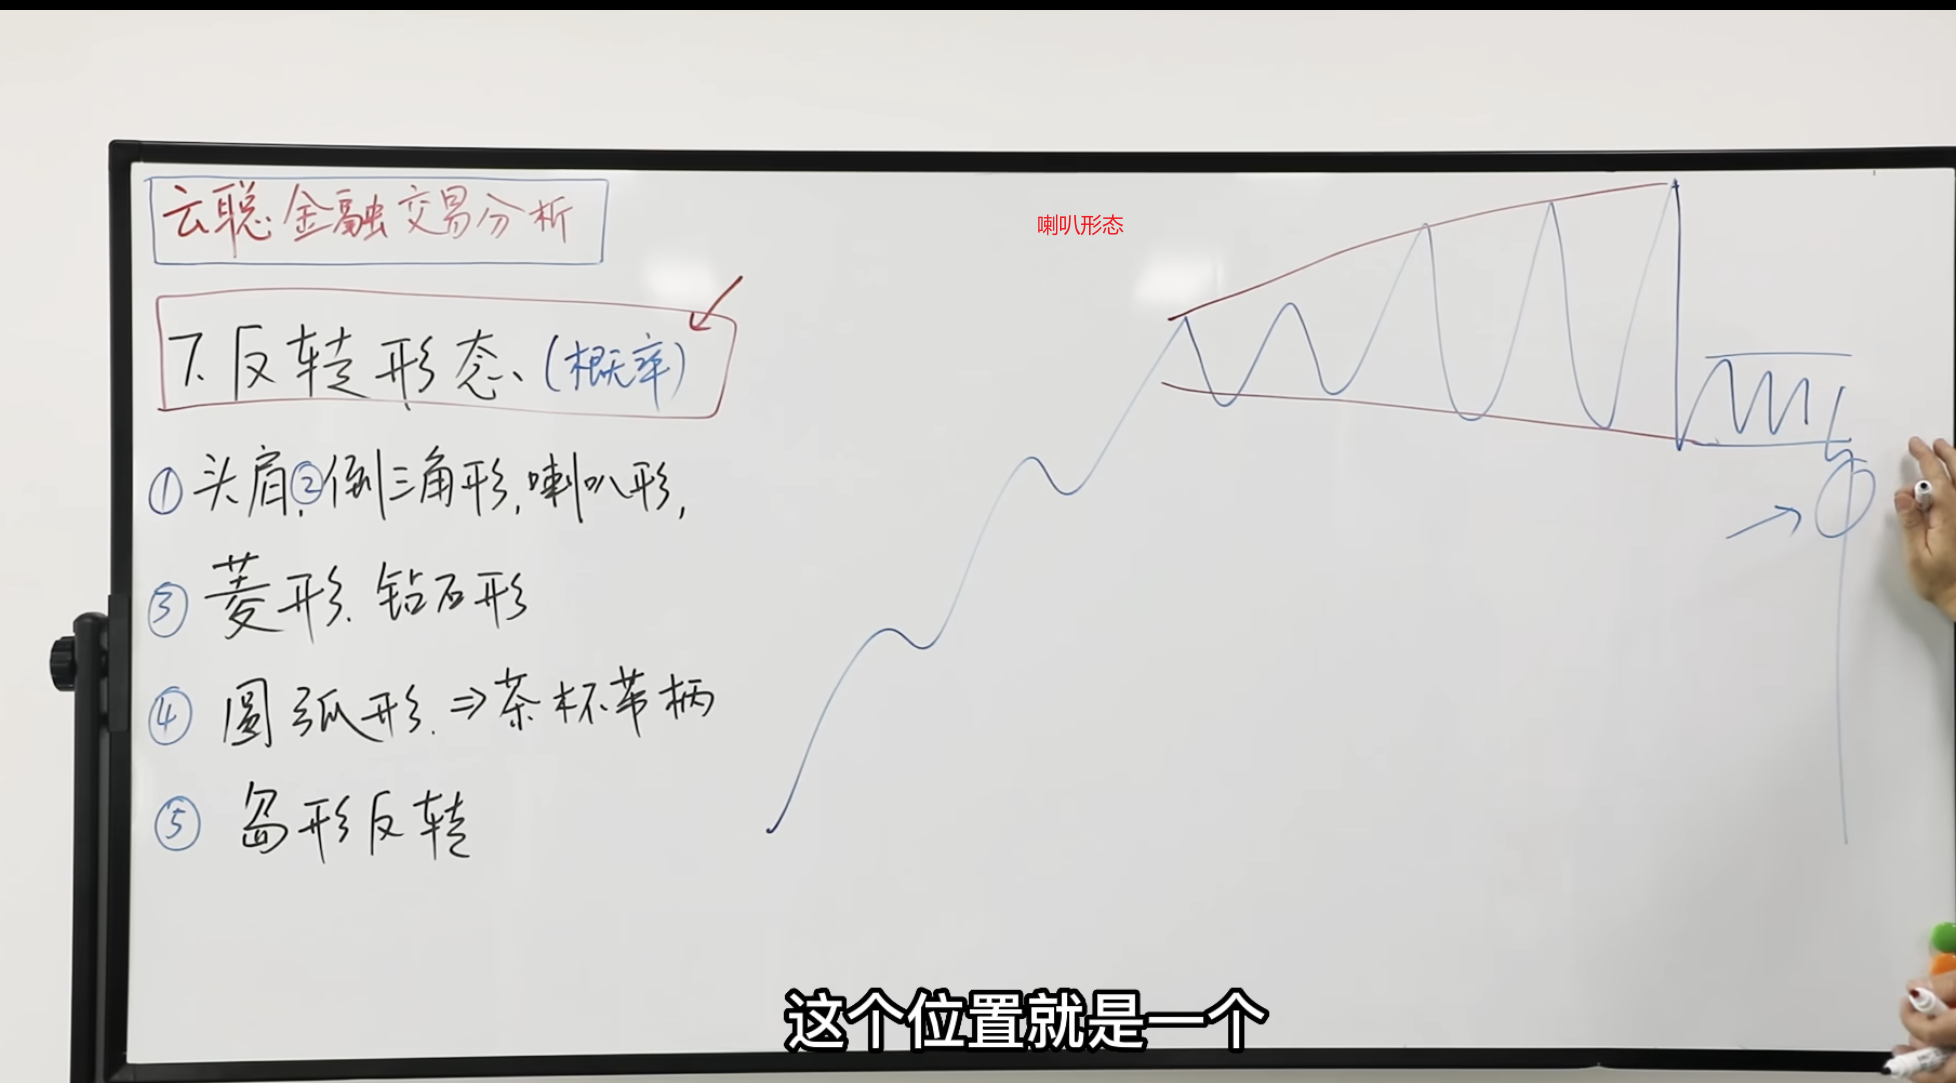 云聪金融交易分析
喇叭形态
7.反转形态、(概率)
①头肩,②倒三角形,喇叭形,
③菱形.钻石形
④圆弧形.⇒茶杯带柄
⑤岛形反转
这个位置就是一个